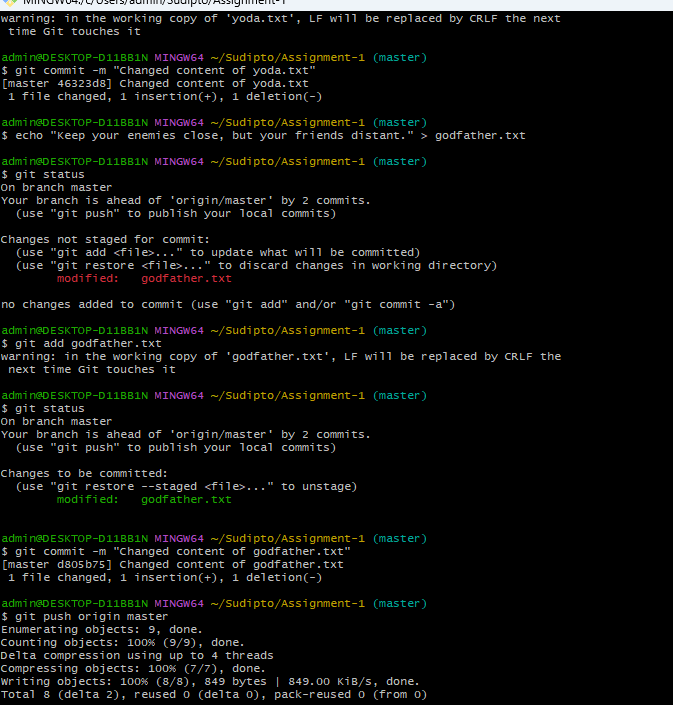 MINGW64:/c/Users/admin/Sudipto/Assignment-1
warning: in the working copy of 'yoda.txt', LF will be replaced by CRLF the next
 time Git touches it
admin@DESKTOP-D11BB1N MINGW64 ~/Sudipto/Assignment-1 (master)
$ git commit -m "Changed content of yoda.txt"
[master 46323d8] Changed content of yoda.txt
 1 file changed, 1 insertion(+), 1 deletion(-)
admin@DESKTOP-D11BB1N MINGW64 ~/Sudipto/Assignment-1 (master)
$ echo "Keep your enemies close, but your friends distant." > godfather.txt
admin@DESKTOP-D11BB1N MINGW64 ~/Sudipto/Assignment-1 (master)
$ git status
On branch master
Your branch is ahead of 'origin/master' by 2 commits.
  (use "git push" to publish your local commits)
Changes not staged for commit:
  (use "git add <file>..." to update what will be committed)
  (use "git restore <file>..." to discard changes in working directory)
        modified:   godfather.txt
no changes added to commit (use "git add" and/or "git commit -a")
admin@DESKTOP-D11BB1N MINGW64 ~/Sudipto/Assignment-1 (master)
$ git add godfather.txt
warning: in the working copy of 'godfather.txt', LF will be replaced by CRLF the
 next time Git touches it
admin@DESKTOP-D11BB1N MINGW64 ~/Sudipto/Assignment-1 (master)
$ git status
On branch master
Your branch is ahead of 'origin/master' by 2 commits.
  (use "git push" to publish your local commits)
Changes to be committed:
  (use "git restore --staged <file>..." to unstage)
        modified:   godfather.txt
admin@DESKTOP-D11BB1N MINGW64 ~/Sudipto/Assignment-1 (master)
$ git commit -m "Changed content of godfather.txt"
[master d805b75] Changed content of godfather.txt
 1 file changed, 1 insertion(+), 1 deletion(-)
admin@DESKTOP-D11BB1N MINGW64 ~/Sudipto/Assignment-1 (master)
$ git push origin master
Enumerating objects: 9, done.
Counting objects: 100% (9/9), done.
Delta compression using up to 4 threads
Compressing objects: 100% (7/7), done.
Writing objects: 100% (8/8), 849 bytes | 849.00 KiB/s, done.
Total 8 (delta 2), reused 0 (delta 0), pack-reused 0 (from 0)